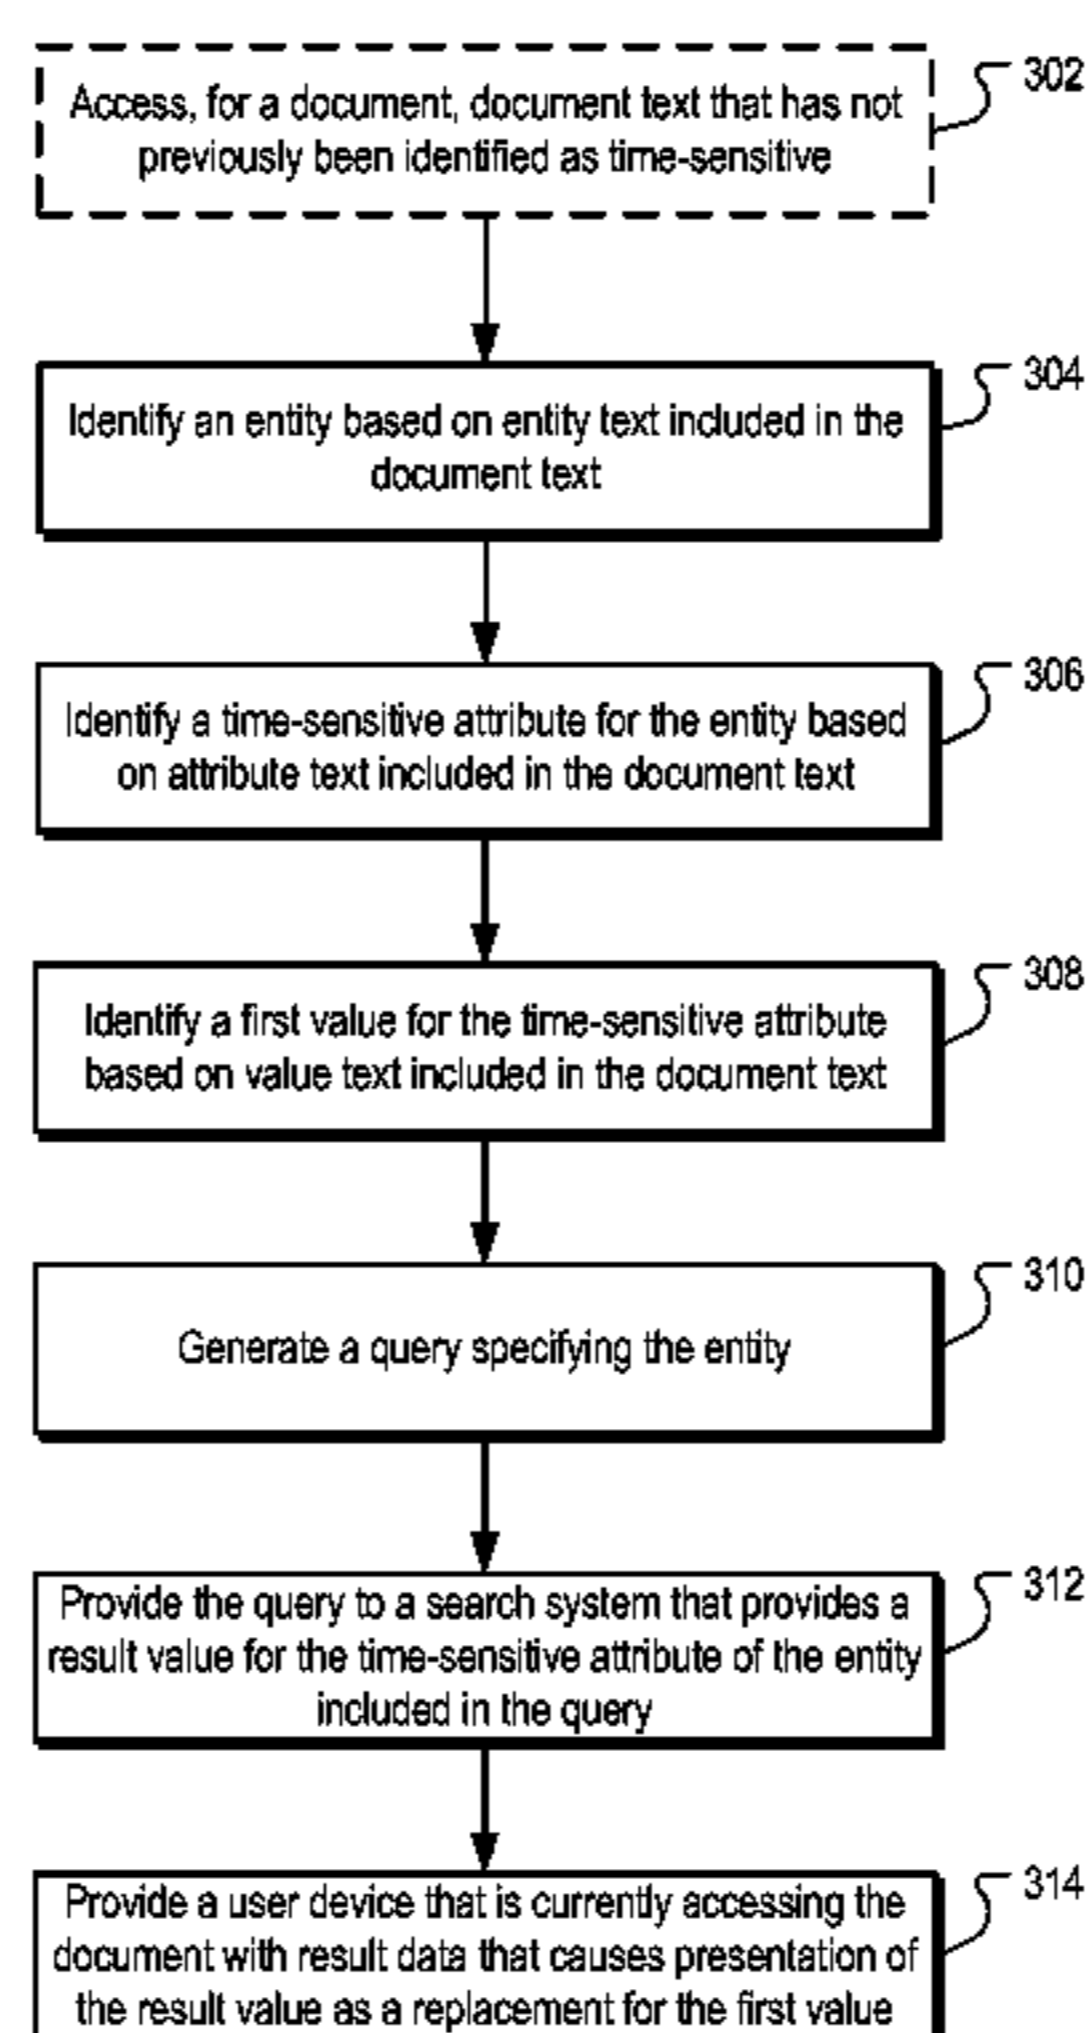 302
Access, for a document, document text that has not
previously been identified as time-sensitive
304
Identify an entity based on entity text included in the
document text
306
Identify a time-sensitive attribute for the entity based
on attribute text included in the document text
308
Identify a first value for the time-sensitive attribute
based on value text included in the document text
310
Generate a query specifying the entity
312
Provide the query to a search system that provides a
result value for the time-sensitive attribute of the entity
included in the query
314
Provide a user device that is currently accessing the
document with result data that causes presentation of
the result value as a replacement for the first value